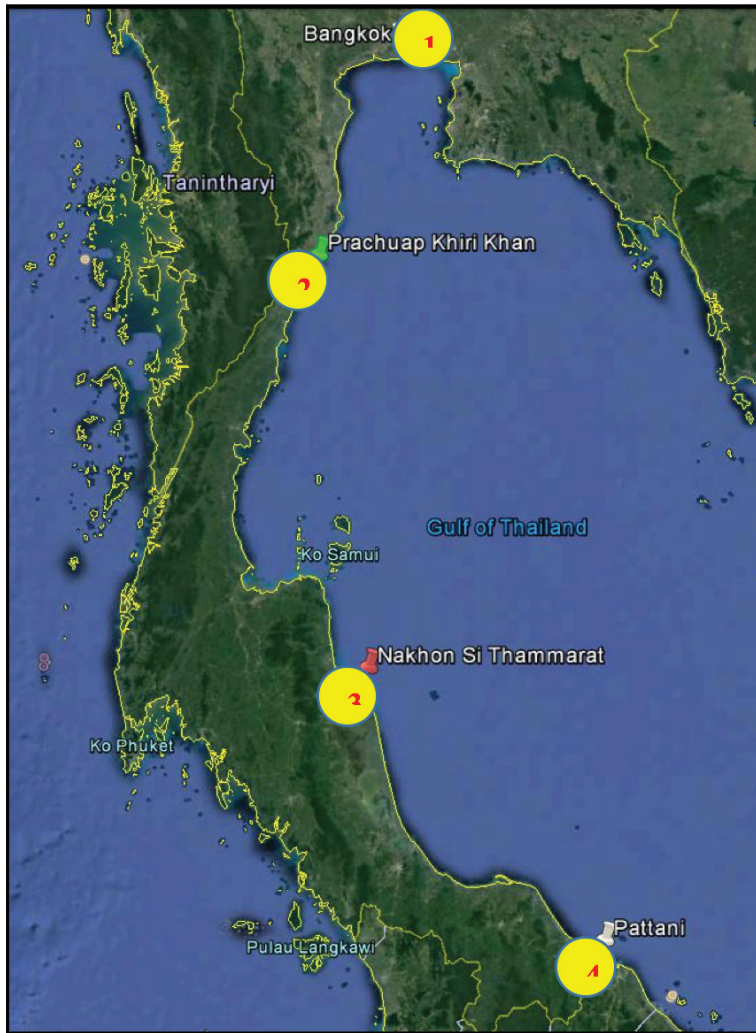 Bangkok
1
Tanintharyi
Prachuap Khiri Khan
2
Gulf of Thailand
Ko Samui
Nakhon Si Thammarat
3
Ko Phuket
Pattani
Pulau Langkawi
4